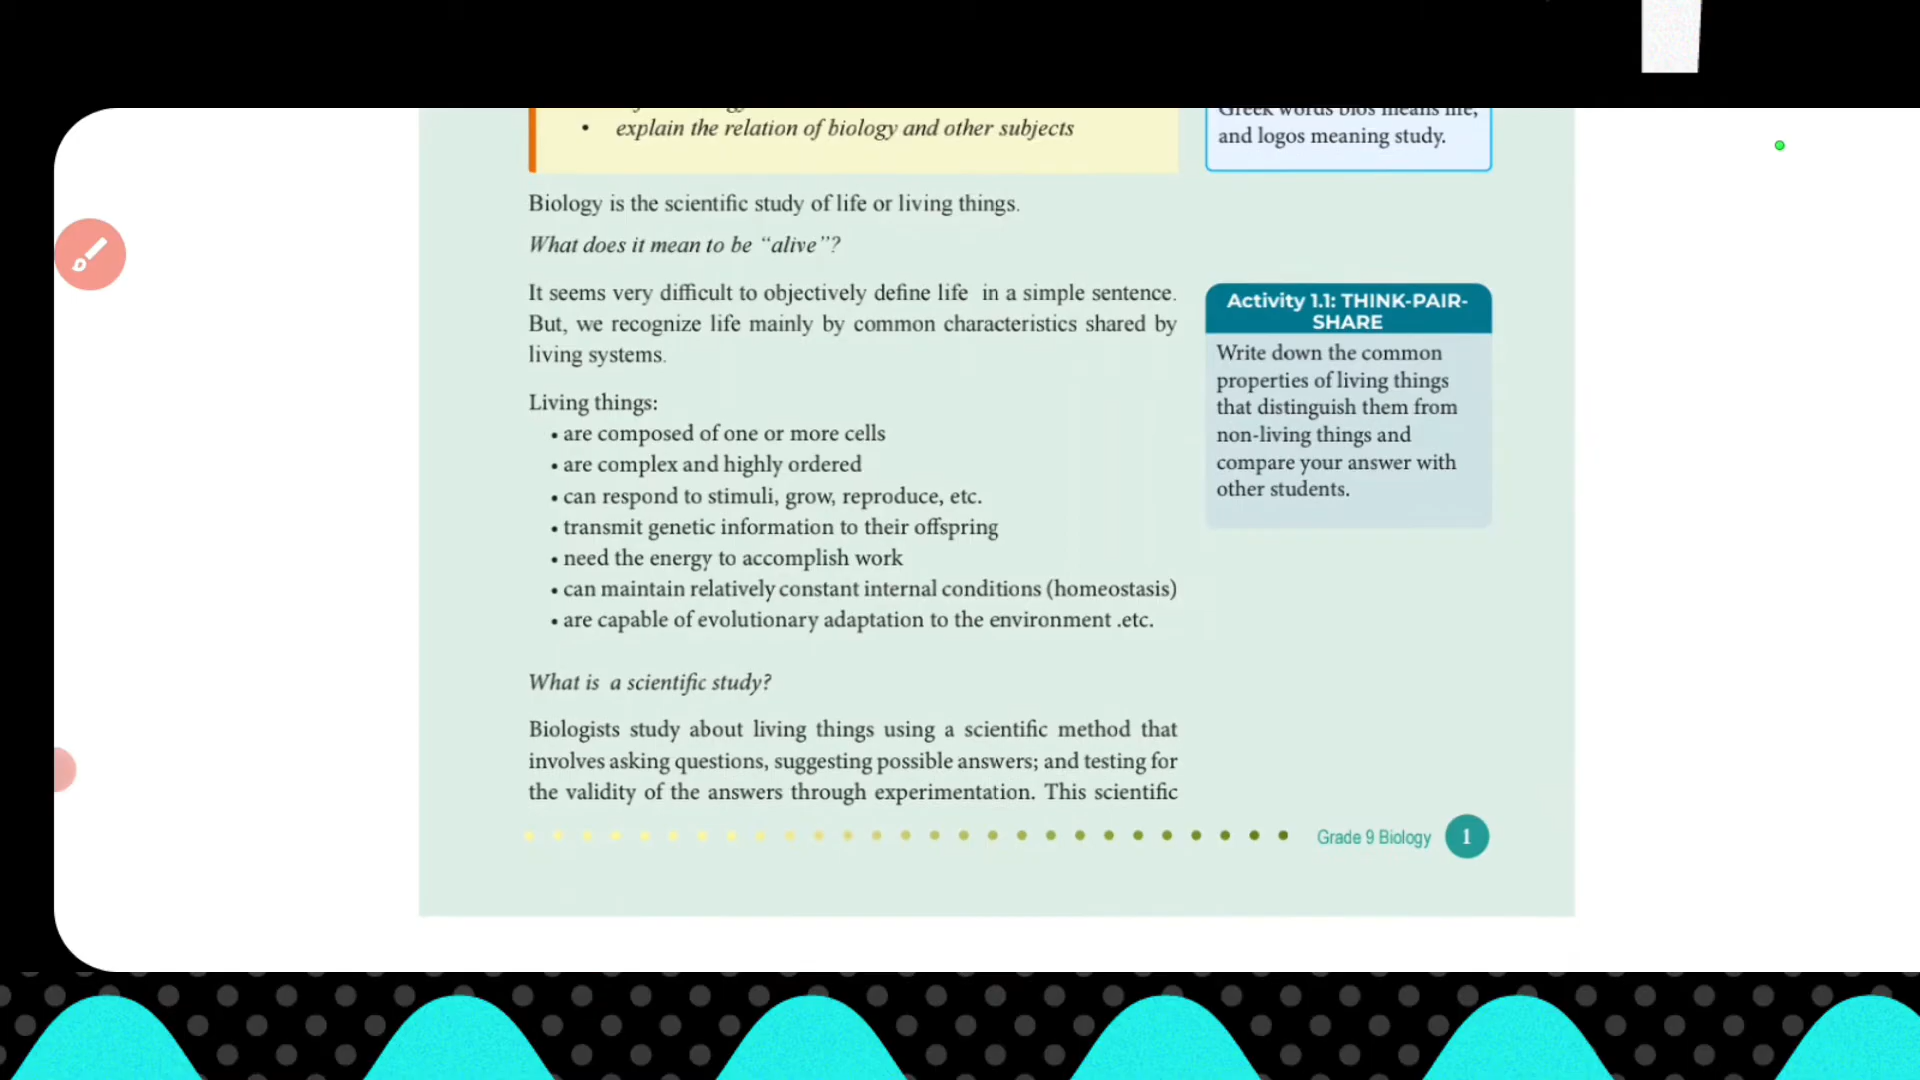 • explain the relation of biology and other subjects
Greek words bios means life,
and logos meaning study.
Biology is the scientific study of life or living things.
What does it mean to be “alive”?
It seems very difficult to objectively define life in a simple sentence.
But, we recognize life mainly by common characteristics shared by
living systems.
Living things:
• are composed of one or more cells
• are complex and highly ordered
• can respond to stimuli, grow, reproduce, etc.
• transmit genetic information to their offspring
• need the energy to accomplish work
• can maintain relatively constant internal conditions (homeostasis)
• are capable of evolutionary adaptation to the environment .etc.
Activity 1.1: THINK-PAIR-
SHARE
Write down the common
properties of living things
that distinguish them from
non-living things and
compare your answer with
other students.
What is a scientific study?
Biologists study about living things using a scientific method that
involves asking questions, suggesting possible answers; and testing for
the validity of the answers through experimentation. This scientific
Grade 9 Biology 1